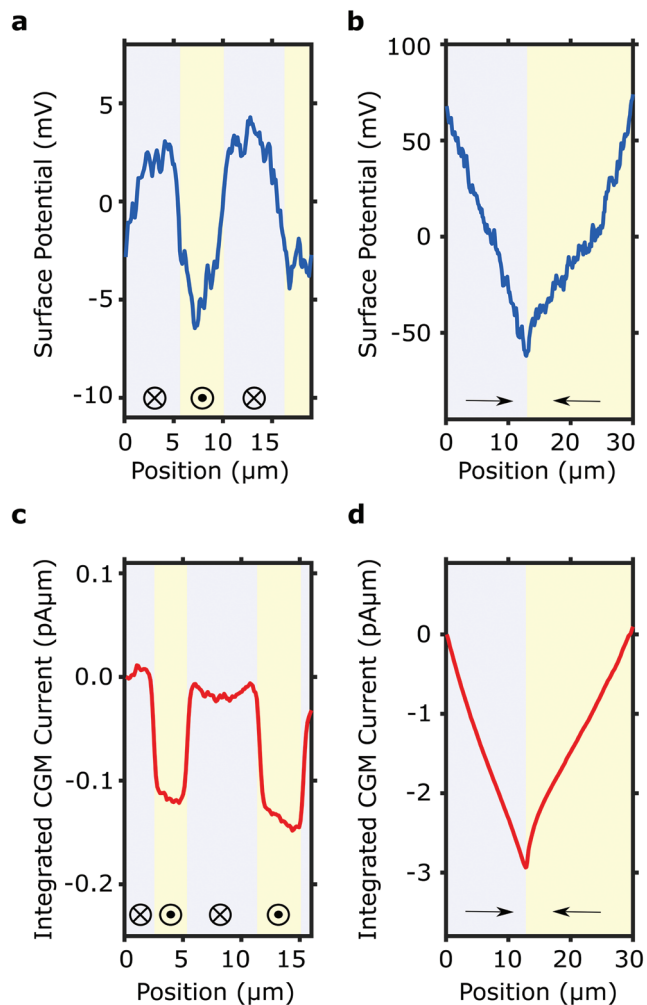 a
Surface Potential (mV)
5
0
-5
-10
0
5
10
15
Position (µm)
b
Surface Potential (mV)
100
50
0
-50
0
10
20
30
Position (µm)
c
Integrated CGM Current (pAµm)
0.1
0.0
-0.1
-0.2
0
5
10
15
Position (µm)
d
Integrated CGM Current (pAµm)
0
-1
-2
-3
0
10
20
30
Position (µm)